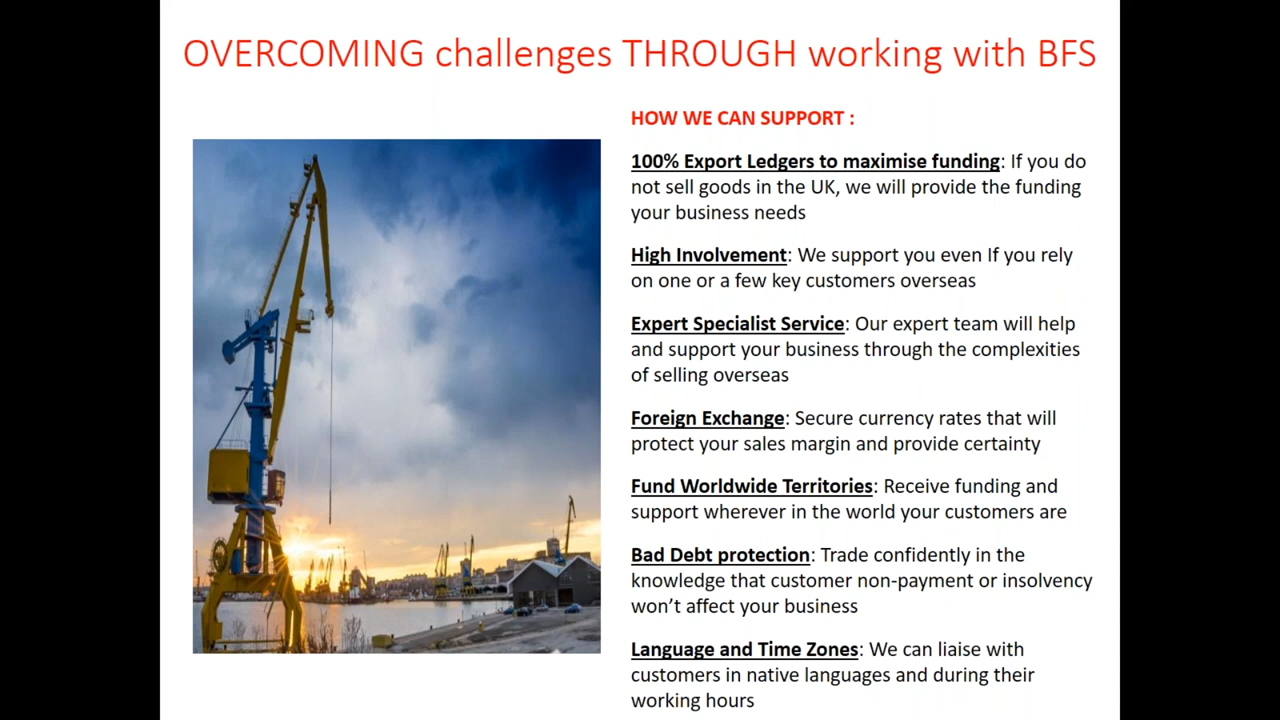 OVERCOMING challenges THROUGH working with BFS
HOW WE CAN SUPPORT :
100% Export Ledgers to maximise funding: If you do
not sell goods in the UK, we will provide the funding
your business needs
High Involvement: We support you even If you rely
on one or a few key customers overseas
Expert Specialist Service: Our expert team will help
and support your business through the complexities
of selling overseas
Foreign Exchange: Secure currency rates that will
protect your sales margin and provide certainty
Fund Worldwide Territories: Receive funding and
support wherever in the world your customers are
Bad Debt protection: Trade confidently in the
knowledge that customer non-payment or insolvency
won’t affect your business
Language and Time Zones: We can liaise with
customers in native languages and during their
working hours